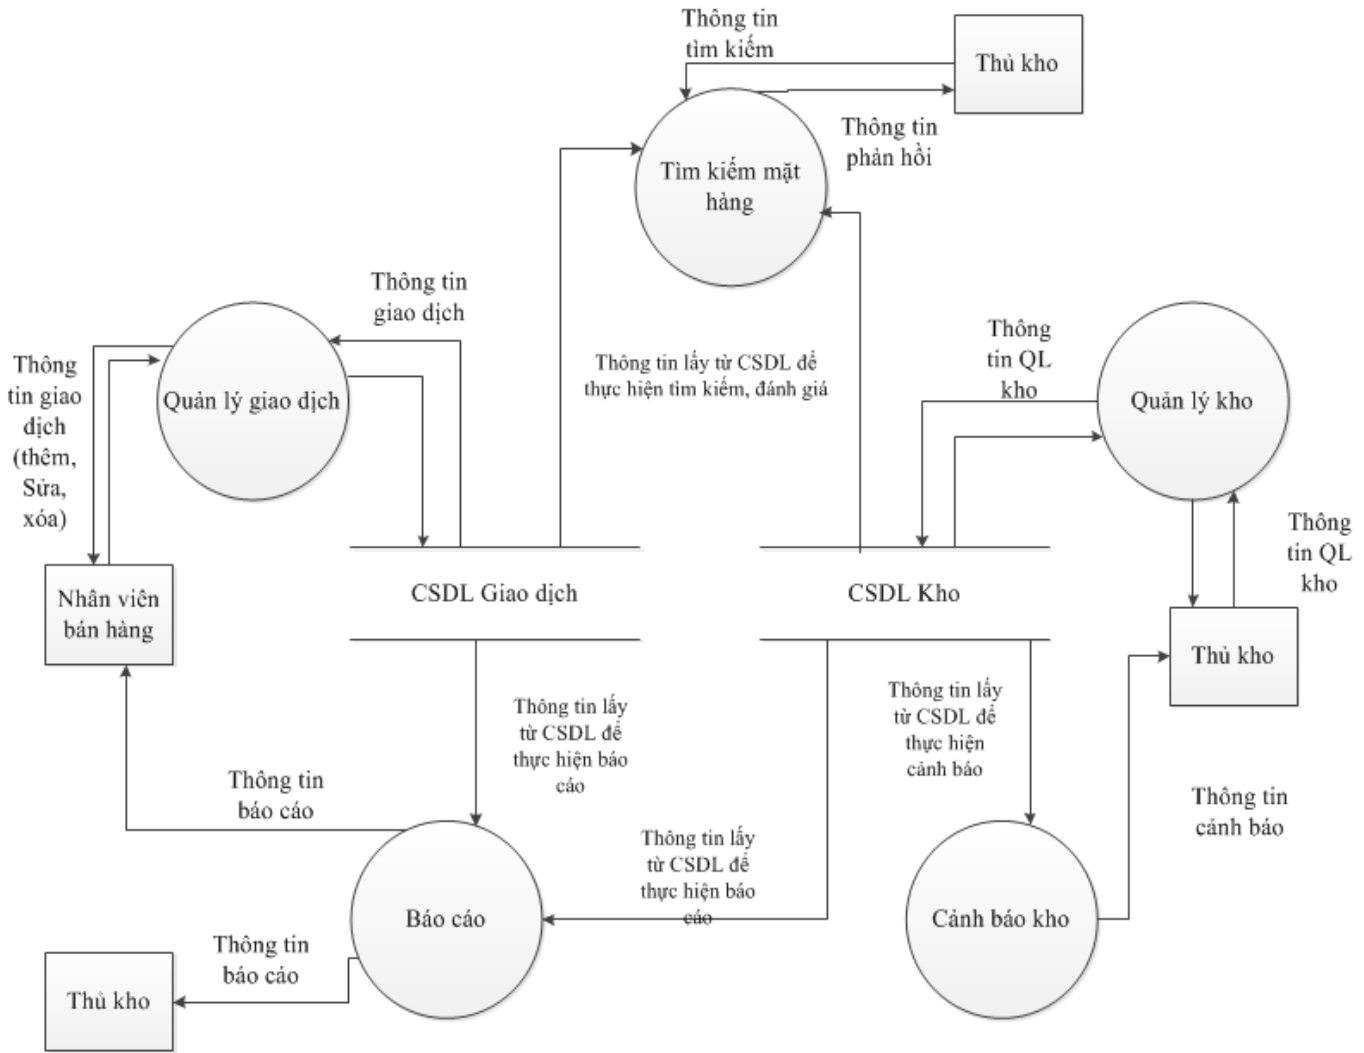 Thông tin
tìm kiếm
Thủ kho
Thông tin
phản hồi
Tìm kiếm mặt
hàng
Thông tin
giao dịch
Thông
tin giao
dịch
(thêm,
Sửa,
xóa)
Quản lý giao dịch
Thông tin lấy từ CSDL để
thực hiện tìm kiếm, đánh giá
Thông
tin QL
kho
Quản lý kho
Thông
tin QL
kho
Nhân viên
bán hàng
CSDL Giao dịch
CSDL Kho
Thủ kho
Thông tin lấy
từ CSDL để
thực hiện báo
cáo
Thông tin lấy
từ CSDL để
thực hiện
cảnh báo
Thông tin
báo cáo
Thông tin
cảnh báo
Thông tin lấy
từ CSDL để
thực hiện báo
cáo
Báo cáo
Cảnh báo kho
Thông tin
báo cáo
Thủ kho